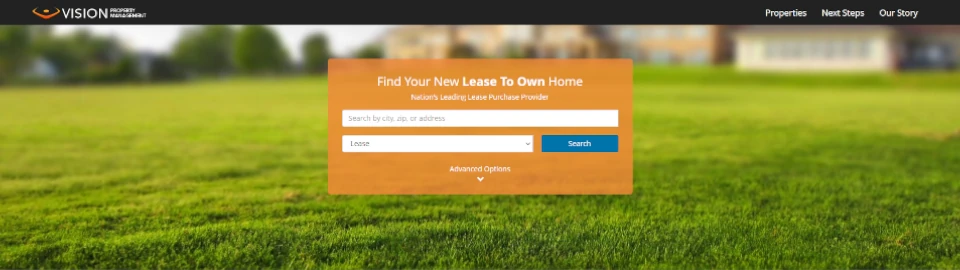 VISION PROPERTY MANAGEMENT
Properties Next Steps Our Story
Find Your New Lease To Own Home
Nation's Leading Lease Purchase Provider
Search by city, zip, or address
Lease
Search
Advanced Options